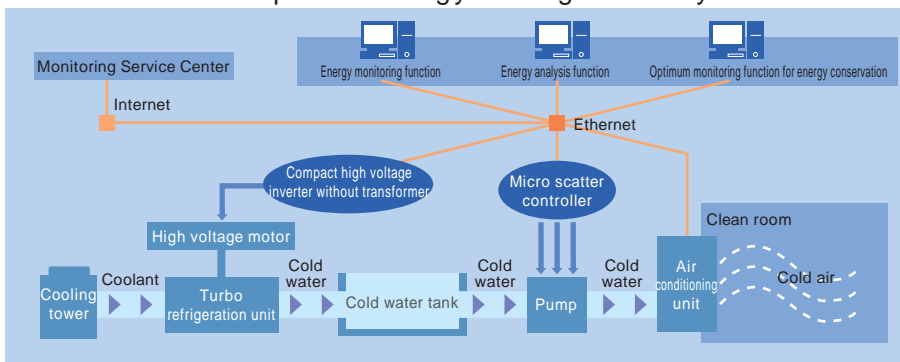 Monitoring Service Center
Energy monitoring function
Energy analysis function
Optimum monitoring function for energy conservation
Internet
Ethernet
Compact high voltage
inverter without transformer
Micro scatter
controller
Clean room
High voltage motor
Cooling
tower
Coolant
Turbo
refrigeration unit
Cold
water
Cold water tank
Cold
water
Pump
Cold
water
Air
conditioning
unit
Cold air